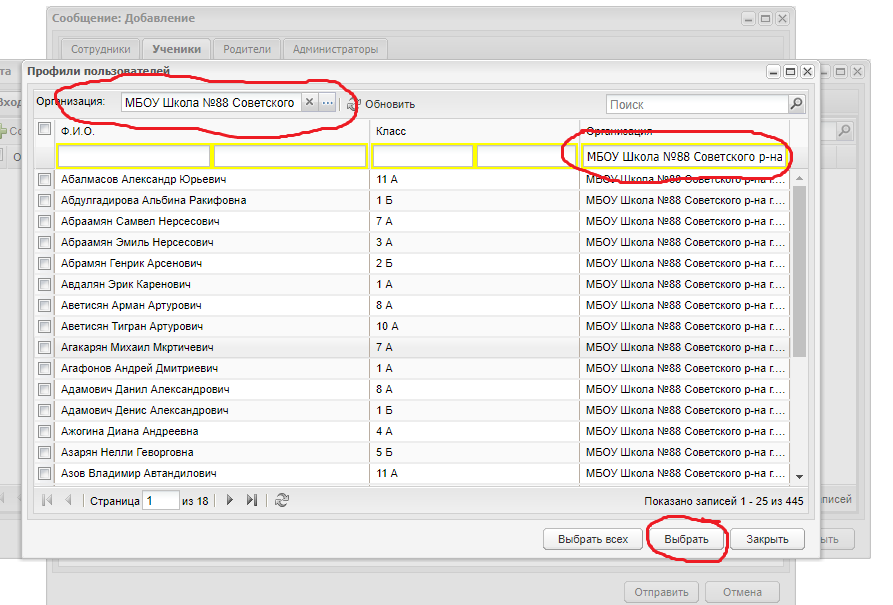 Сообщение: Добавление
Сотрудники Ученики Родители Администраторы
Профили пользователей
Организация: МБОУ Школа №88 Советского Обновить Поиск
Ф.И.О. Класс Организация
МБОУ Школа №88 Советского р-на
Абалмасов Александр Юрьевич 11 А МБОУ Школа №88 Советского р-на г....
Абдулгадирова Альбина Ракифовна 1 Б МБОУ Школа №88 Советского р-на г....
Абраамян Самвел Нерсесович 7 А МБОУ Школа №88 Советского р-на г....
Абраамян Эмиль Нерсесович 3 А МБОУ Школа №88 Советского р-на г....
Абрамян Генрик Арсенович 2 Б МБОУ Школа №88 Советского р-на г....
Авдалян Эрик Каренович 1 А МБОУ Школа №88 Советского р-на г....
Аветисян Арман Артурович 8 А МБОУ Школа №88 Советского р-на г....
Аветисян Тигран Артурович 10 А МБОУ Школа №88 Советского р-на г....
Агакарян Михаил Мкртичевич 7 А МБОУ Школа №88 Советского р-на г....
Агафонов Андрей Дмитриевич 1 А МБОУ Школа №88 Советского р-на г....
Адамович Данил Александрович 8 А МБОУ Школа №88 Советского р-на г....
Адамович Денис Александрович 1 Б МБОУ Школа №88 Советского р-на г....
Ажогина Диана Андреевна 4 А МБОУ Школа №88 Советского р-на г....
Азарян Нелли Геворговна 5 Б МБОУ Школа №88 Советского р-на г....
Азов Владимир Автандилович 11 А МБОУ Школа №88 Советского р-на г....
Страница 1 из 18 Показано записей 1 - 25 из 445
Выбрать всех Выбрать Закрыть
Отправить Отмена